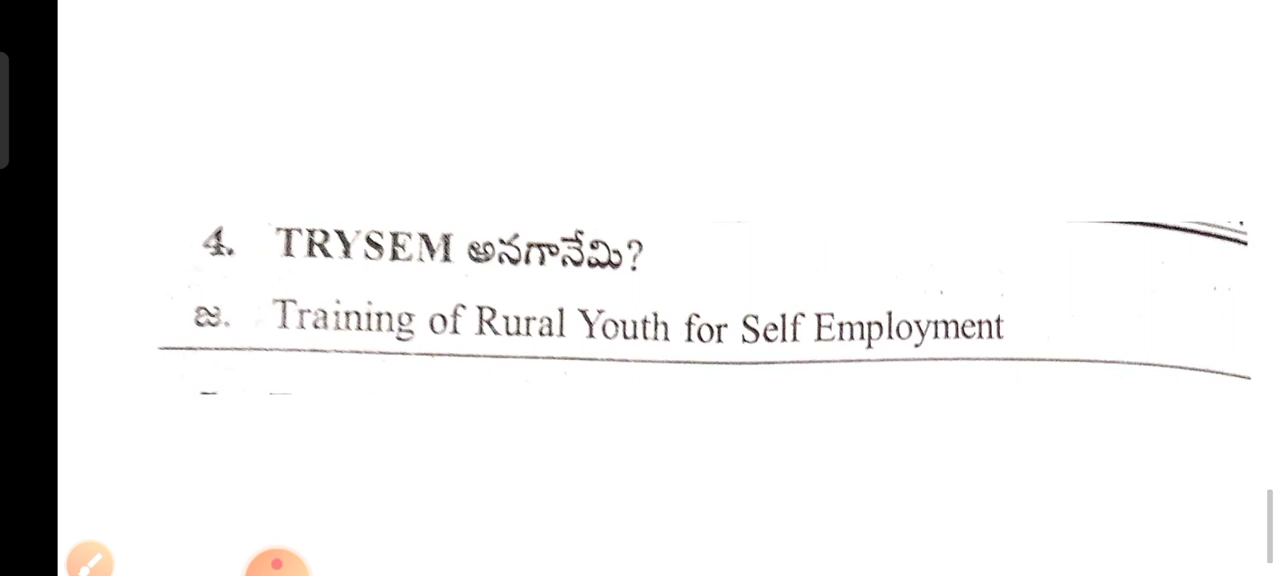 4. TRYSEM అనగానేమి?
జ. Training of Rural Youth for Self Employment